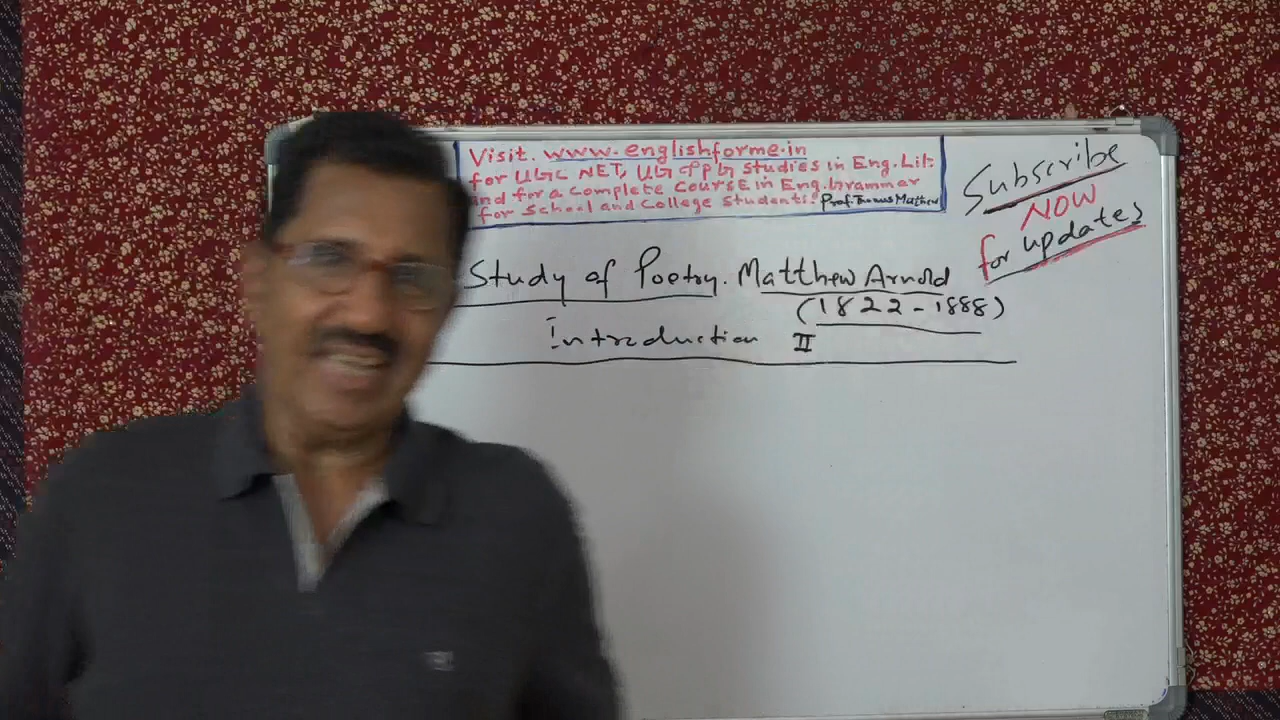 Visit. www.englishforme.in
for UGC NET, UG & PG Studies in Eng. Lit.
and for a Complete Course in Eng. Grammar
for School and College Students. Prof. Thomas Mathew
Subscribe
NOW
for updates
Study of Poetry. Matthew Arnold
(1822-1888)
Introduction II